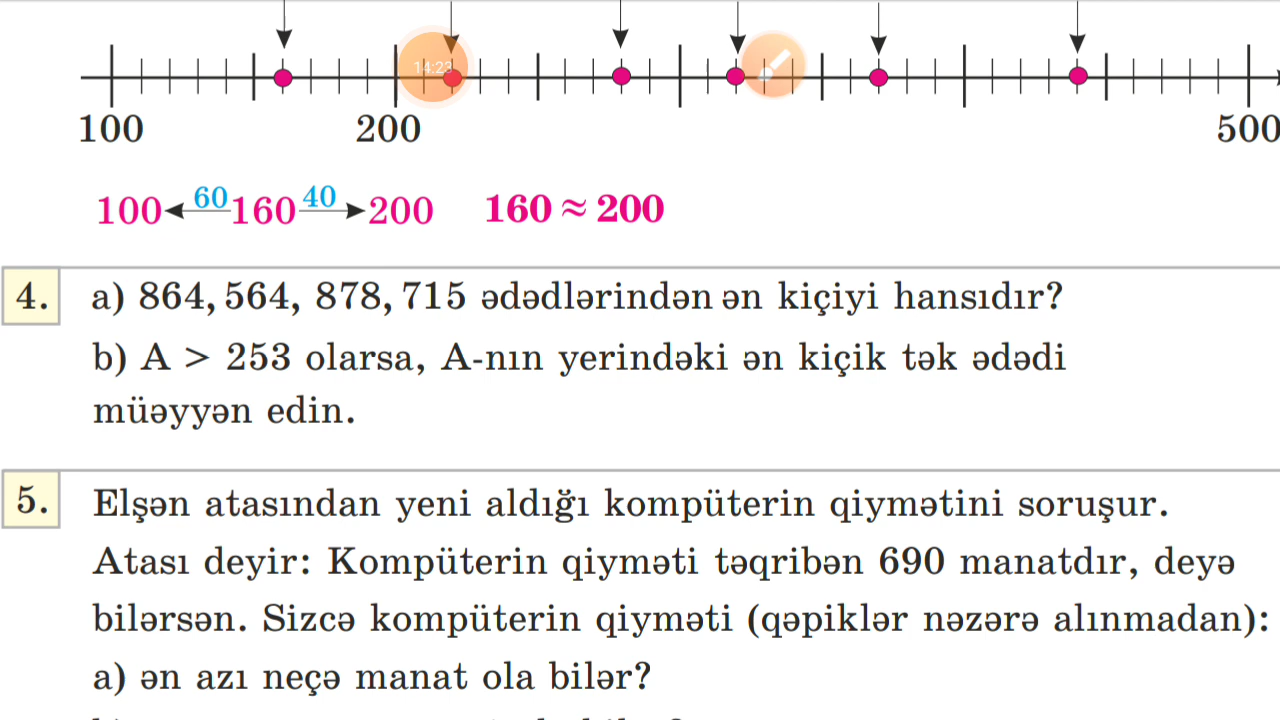 14:23
100 200 500
100 60 160 40 200 160 ≈ 200
4. a) 864, 564, 878, 715 ədədlərindən ən kiçiyi hansıdır?
b) A > 253 olarsa, A-nın yerindəki ən kiçik tək ədədi
müəyyən edin.
5. Elşən atasından yeni aldığı kompüterin qiymətini soruşur.
Atası deyir: Kompüterin qiyməti təqribən 690 manatdır, deyə
bilərsən. Sizcə kompüterin qiyməti (qəpiklər nəzərə alınmadan):
a) ən azı neçə manat ola bilər?